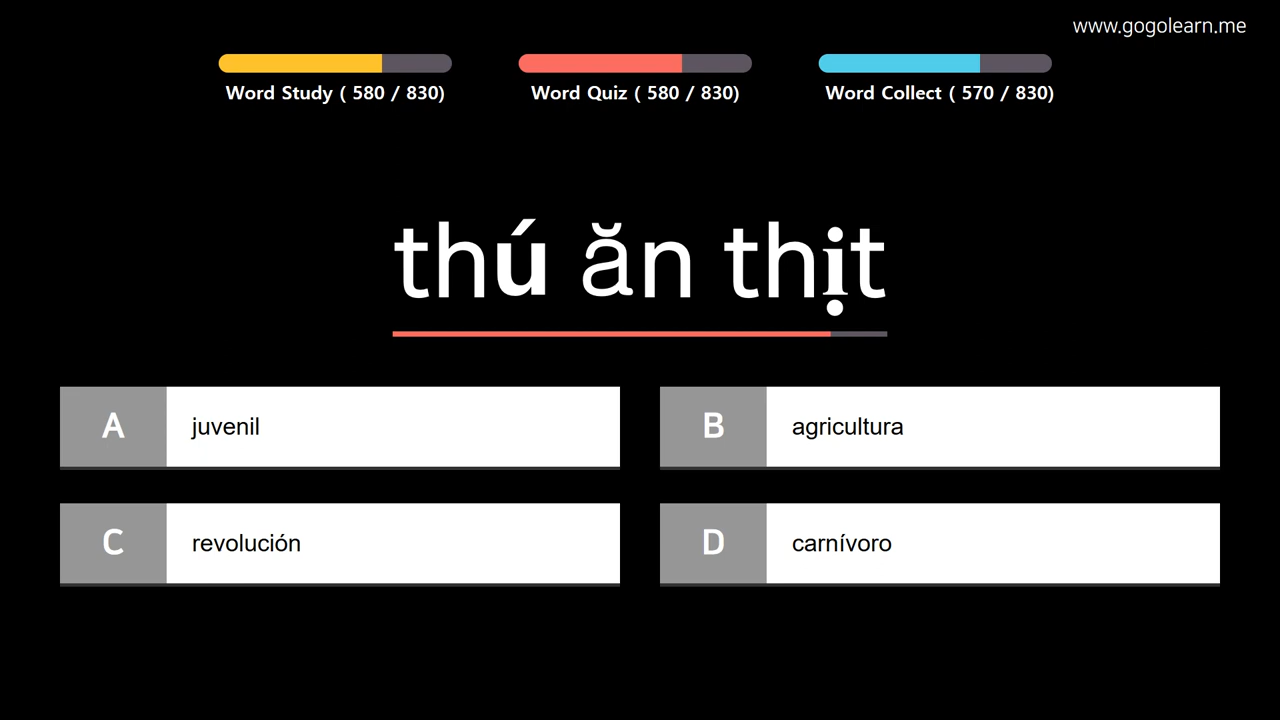 www.gogolearn.me
Word Study ( 580 / 830)
Word Quiz ( 580 / 830)
Word Collect ( 570 / 830)
thú ăn thịt
A juvenil
B agricultura
C revolución
D carnívoro